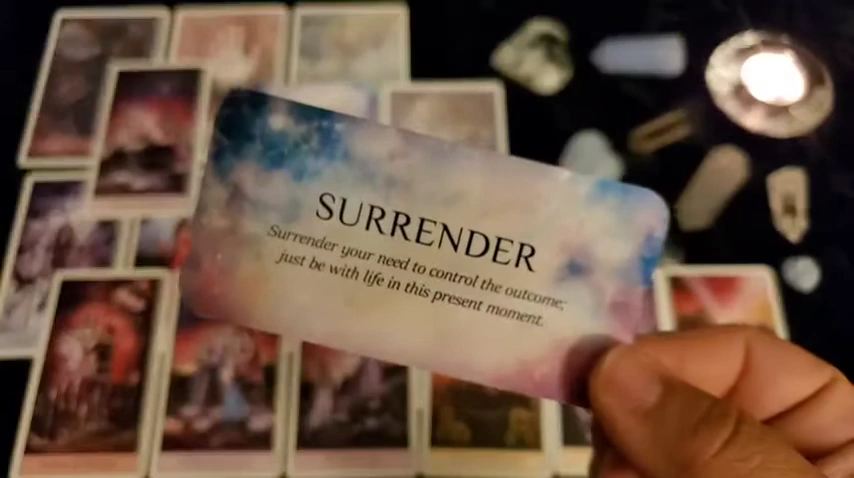 SURRENDER
Surrender your need to control the outcome;
just be with life in this present moment.